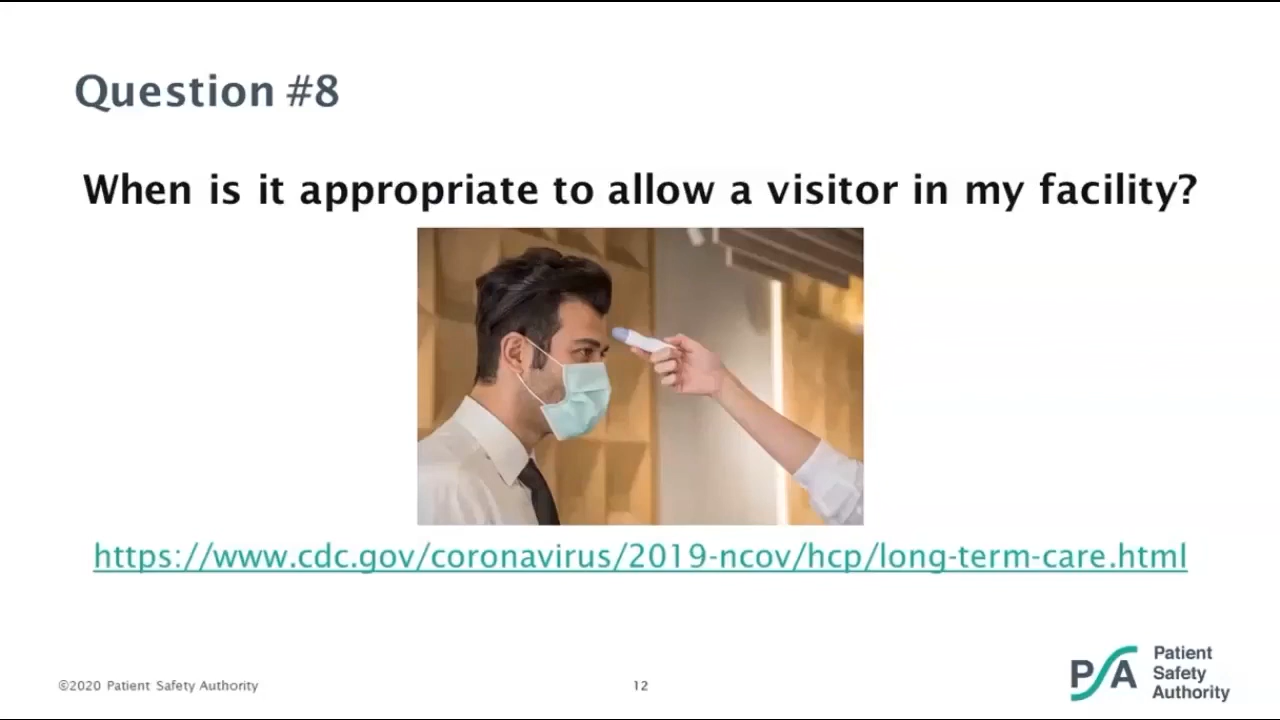 Question #8
When is it appropriate to allow a visitor in my facility?
https://www.cdc.gov/coronavirus/2019-ncov/hcp/long-term-care.html
©2020 Patient Safety Authority
12
PSA
Patient
Safety
Authority